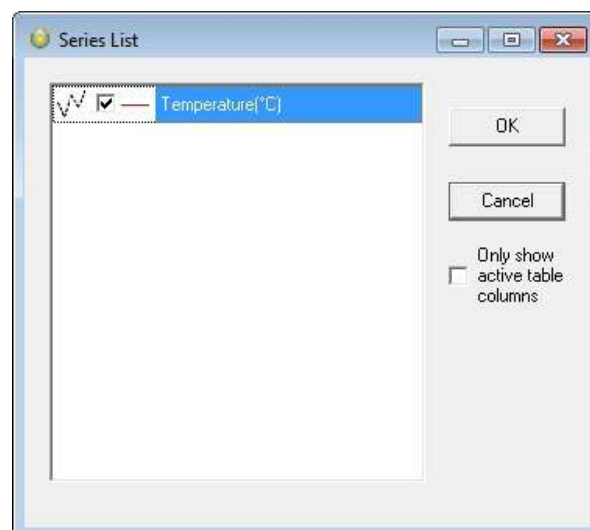 Series List
Temperature(°C)
OK
Cancel
Only show
active table
columns